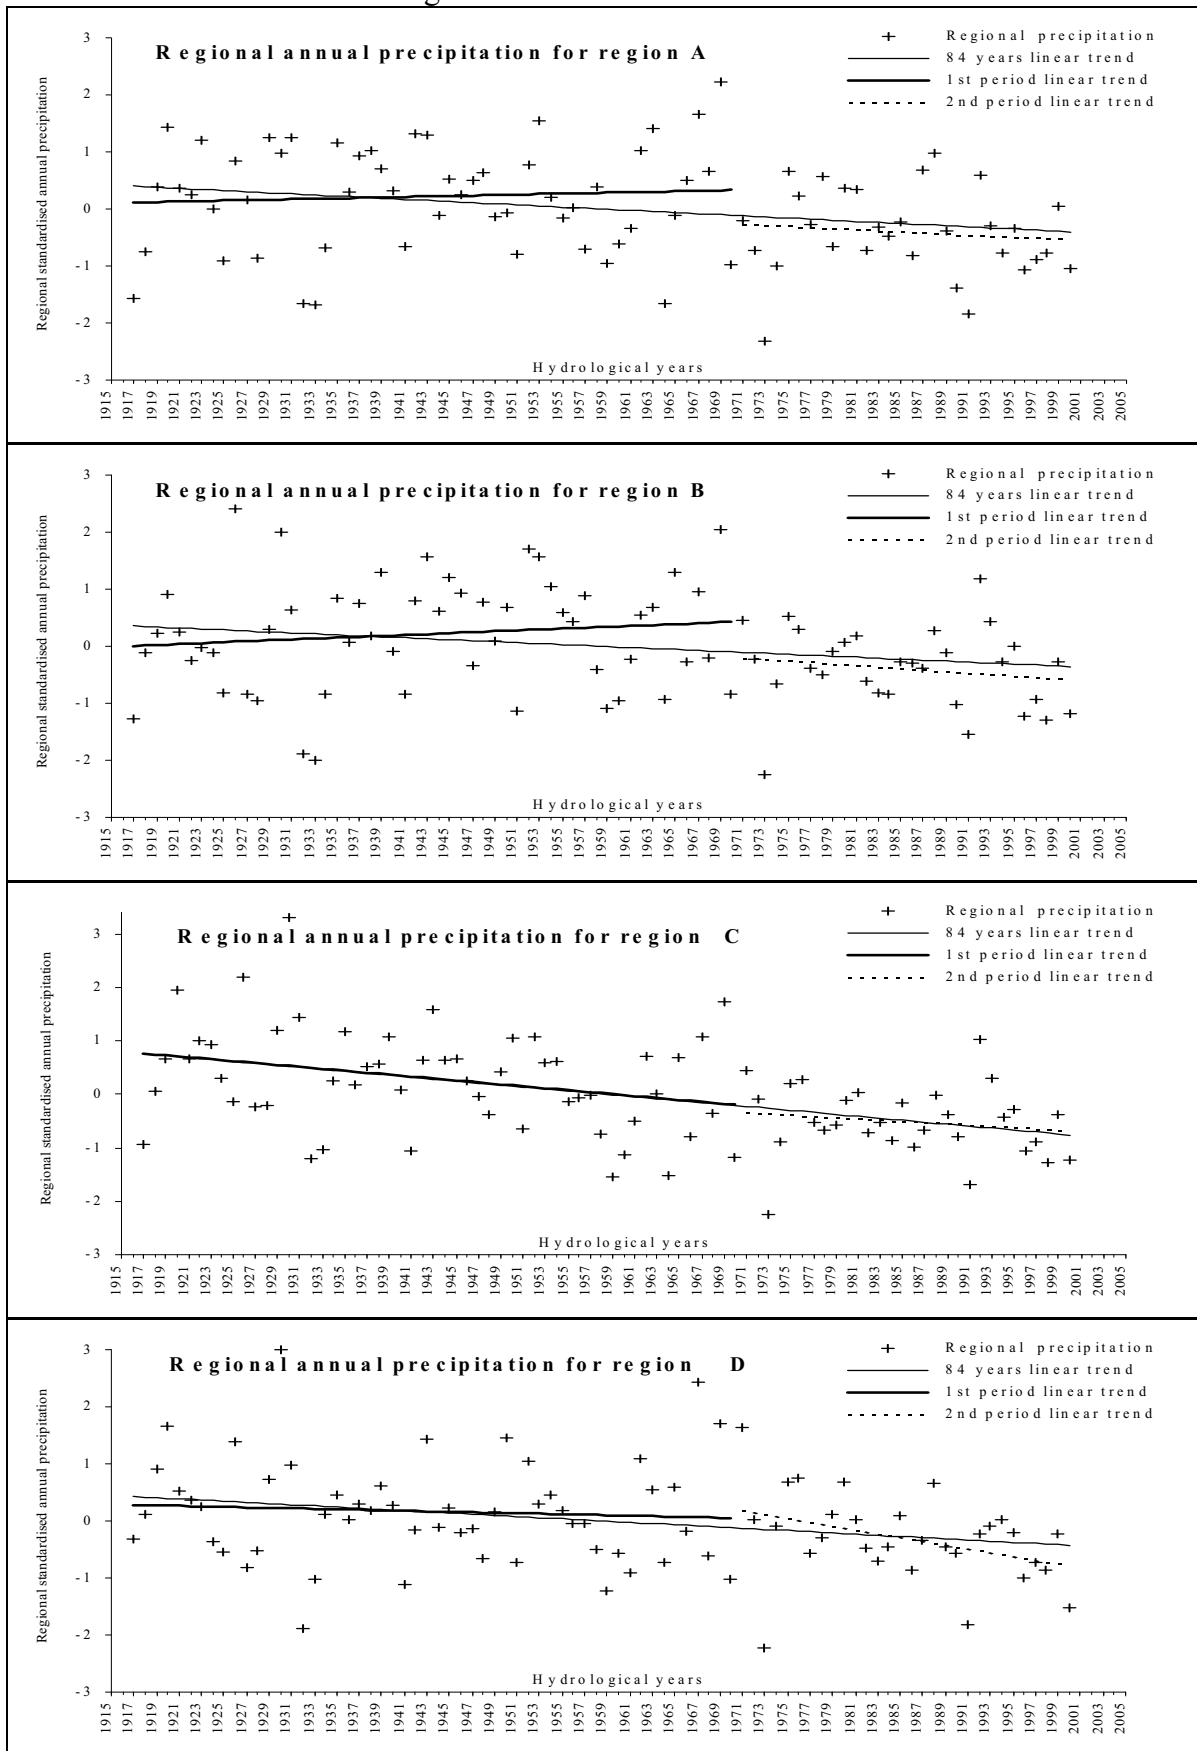 3
Regional annual precipitation for region A
Regional precipitation
84 years linear trend
1st period linear trend
2nd period linear trend
2
1
0
-1
-2
-3
Regional standardised annual precipitation
Hydrological years
1915 1917 1919 1921 1923 1925 1927 1929 1931 1933 1935 1937 1939 1941 1943 1945 1947 1949 1951 1953 1955 1957 1959 1961 1963 1965 1967 1969 1971 1973 1975 1977 1979 1981 1983 1985 1987 1989 1991 1993 1995 1997 1999 2001 2003 2005
3
Regional annual precipitation for region B
Regional precipitation
84 years linear trend
1st period linear trend
2nd period linear trend
2
1
0
-1
-2
-3
Regional standardised annual precipitation
Hydrological years
1915 1917 1919 1921 1923 1925 1927 1929 1931 1933 1935 1937 1939 1941 1943 1945 1947 1949 1951 1953 1955 1957 1959 1961 1963 1965 1967 1969 1971 1973 1975 1977 1979 1981 1983 1985 1987 1989 1991 1993 1995 1997 1999 2001 2003 2005
3
Regional annual precipitation for region C
Regional precipitation
84 years linear trend
1st period linear trend
2nd period linear trend
2
1
0
-1
-2
-3
Regional standardised annual precipitation
Hydrological years
1915 1917 1919 1921 1923 1925 1927 1929 1931 1933 1935 1937 1939 1941 1943 1945 1947 1949 1951 1953 1955 1957 1959 1961 1963 1965 1967 1969 1971 1973 1975 1977 1979 1981 1983 1985 1987 1989 1991 1993 1995 1997 1999 2001 2003 2005
3
Regional annual precipitation for region D
Regional precipitation
84 years linear trend
1st period linear trend
2nd period linear trend
2
1
0
-1
-2
-3
Regional standardised annual precipitation
Hydrological years
1915 1917 1919 1921 1923 1925 1927 1929 1931 1933 1935 1937 1939 1941 1943 1945 1947 1949 1951 1953 1955 1957 1959 1961 1963 1965 1967 1969 1971 1973 1975 1977 1979 1981 1983 1985 1987 1989 1991 1993 1995 1997 1999 2001 2003 2005